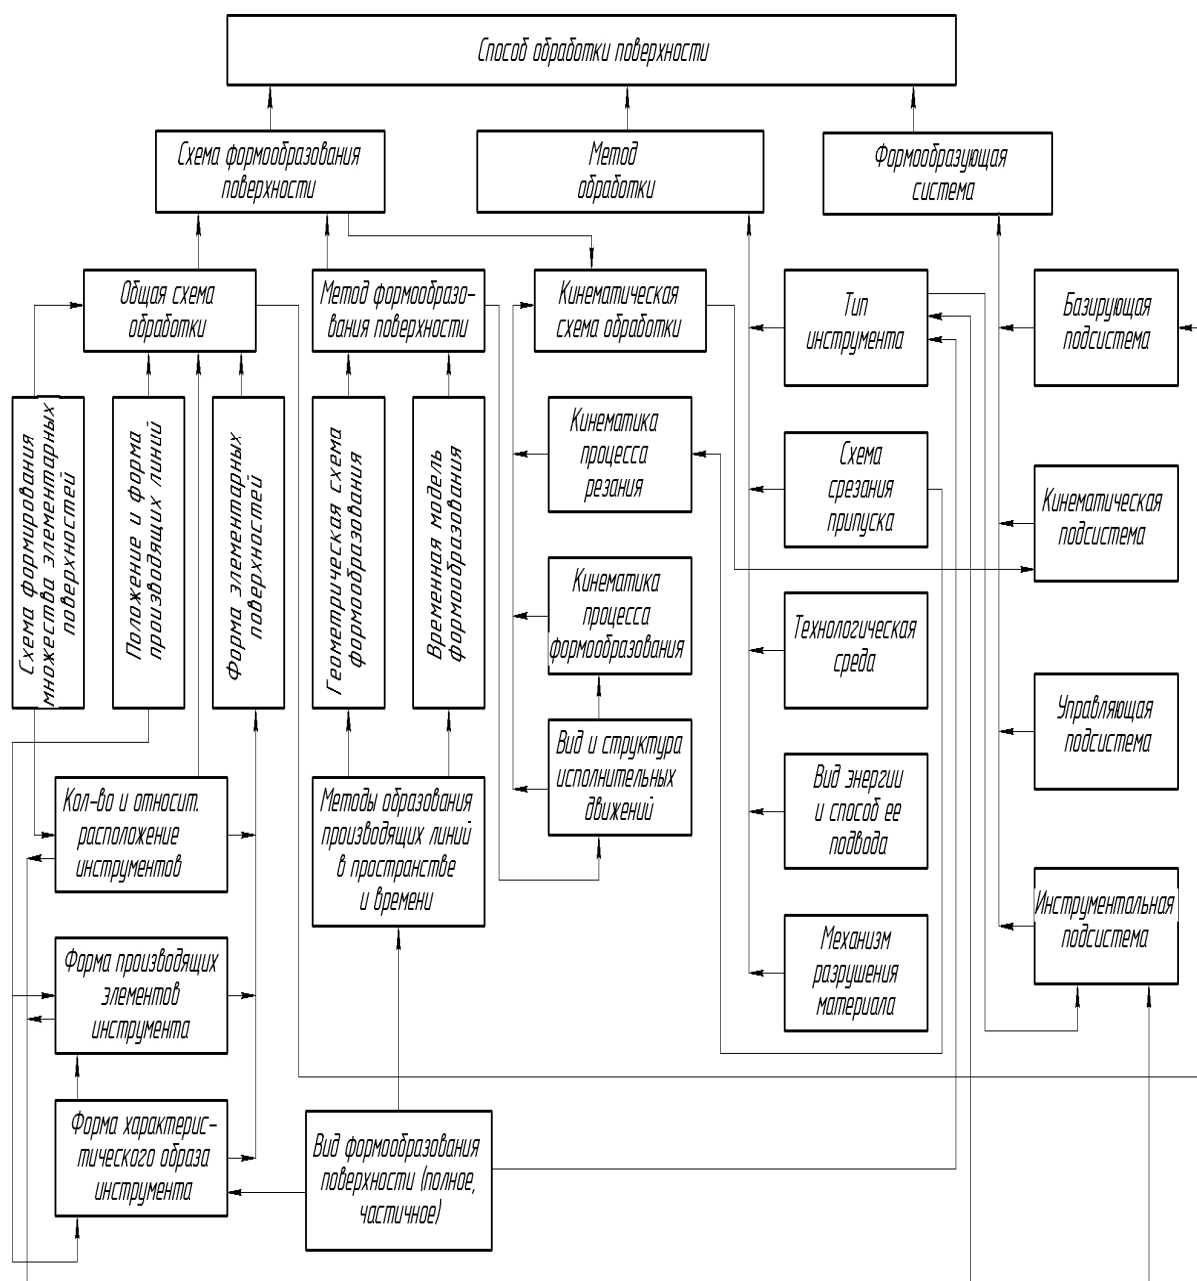 Способ обработки поверхности
Схема формообразования
поверхности
Метод
обработки
Формообразующая
система
Общая схема
обработки
Метод формообразо-
вания поверхности
Кинематическая
схема обработки
Тип
инструмента
Базирующая
подсистема
Схема формирования
множества элементарных
поверхностей
Положение и форма
производящих линий
Форма элементарных
поверхностей
Геометрическая схема
формообразования
Временная модель
формообразования
Кинематика
процесса
резания
Схема
срезания
припуска
Кинематическая
подсистема
Кинематика
процесса
формообразования
Технологическая
среда
Управляющая
подсистема
Вид и структура
исполнительных
движений
Кол-во и относит.
расположение
инструментов
Методы образования
производящих линий
в пространстве
и времени
Вид энергии
и способ ее
подвода
Инструментальная
подсистема
Форма производящих
элементов
инструмента
Механизм
разрушения
материала
Форма характерис-
тического образа
инструмента
Вид формообразования
поверхности (полное,
частичное)